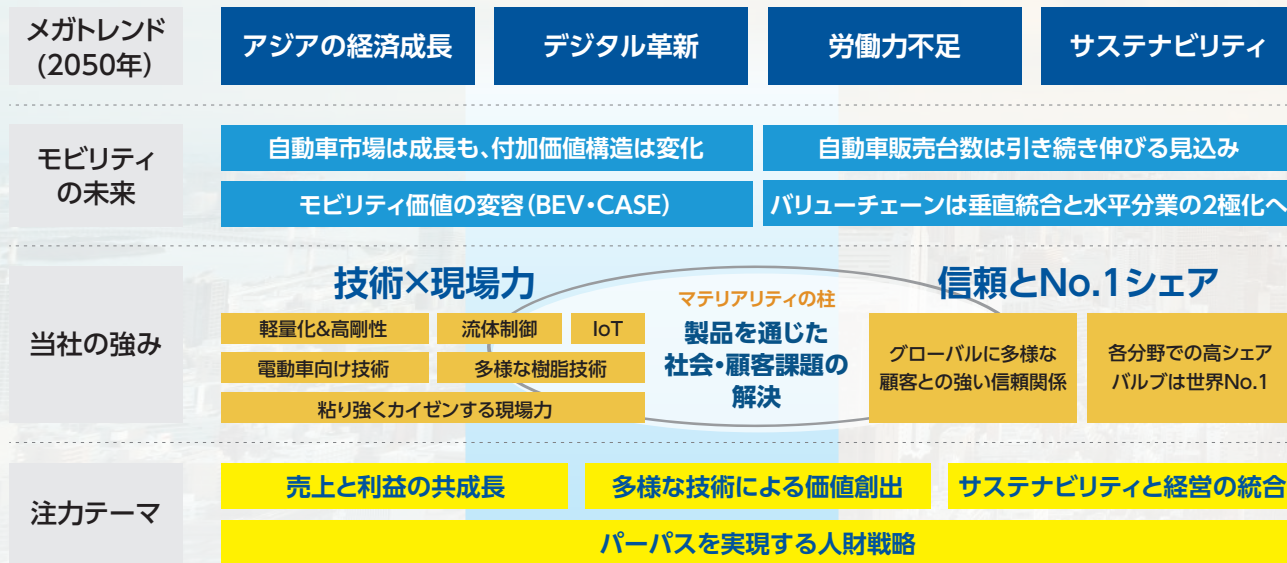 メガトレンド
(2050年)
アジアの経済成長
デジタル革新
労働力不足
サステナビリティ
モビリティ
の未来
自動車市場は成長も、付加価値構造は変化
自動車販売台数は引き続き伸びる見込み
モビリティ価値の変容(BEV・CASE)
バリューチェーンは垂直統合と水平分業の2極化へ
当社の強み
技術×現場力
軽量化&高剛性
流体制御
IoT
電動車向け技術
多様な樹脂技術
粘り強くカイゼンする現場力
マテリアリティの柱
製品を通じた
社会・顧客課題の
解決
信頼とNo.1シェア
グローバルに多様な
顧客との強い信頼関係
各分野での高シェア
バルブは世界No.1
注力テーマ
売上と利益の共成長
多様な技術による価値創出
サステナビリティと経営の統合
パーパスを実現する人財戦略